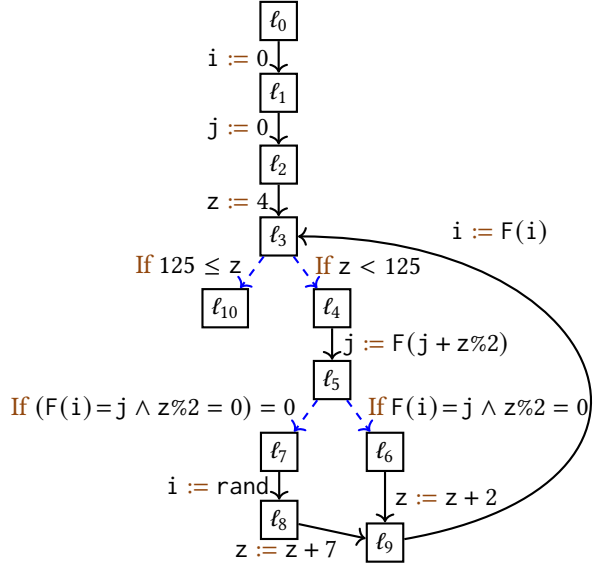 ℓ0
i := 0
ℓ1
j := 0
ℓ2
z := 4
ℓ3
i := F(i)
If 125 ≤ z
If z < 125
ℓ10
ℓ4
j := F(j + z%2)
ℓ5
If (F(i)=j ∧ z%2 = 0) = 0
If F(i)=j ∧ z%2 = 0
ℓ7
ℓ6
i := rand
z := z + 2
ℓ8
ℓ9
z := z + 7